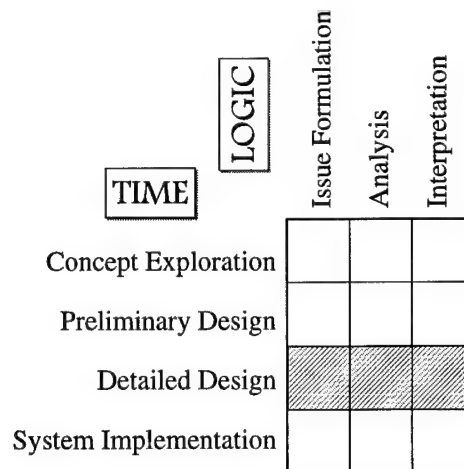 LOGIC
Issue Formulation
Analysis
Interpretation
TIME
Concept Exploration
Preliminary Design
Detailed Design
System Implementation